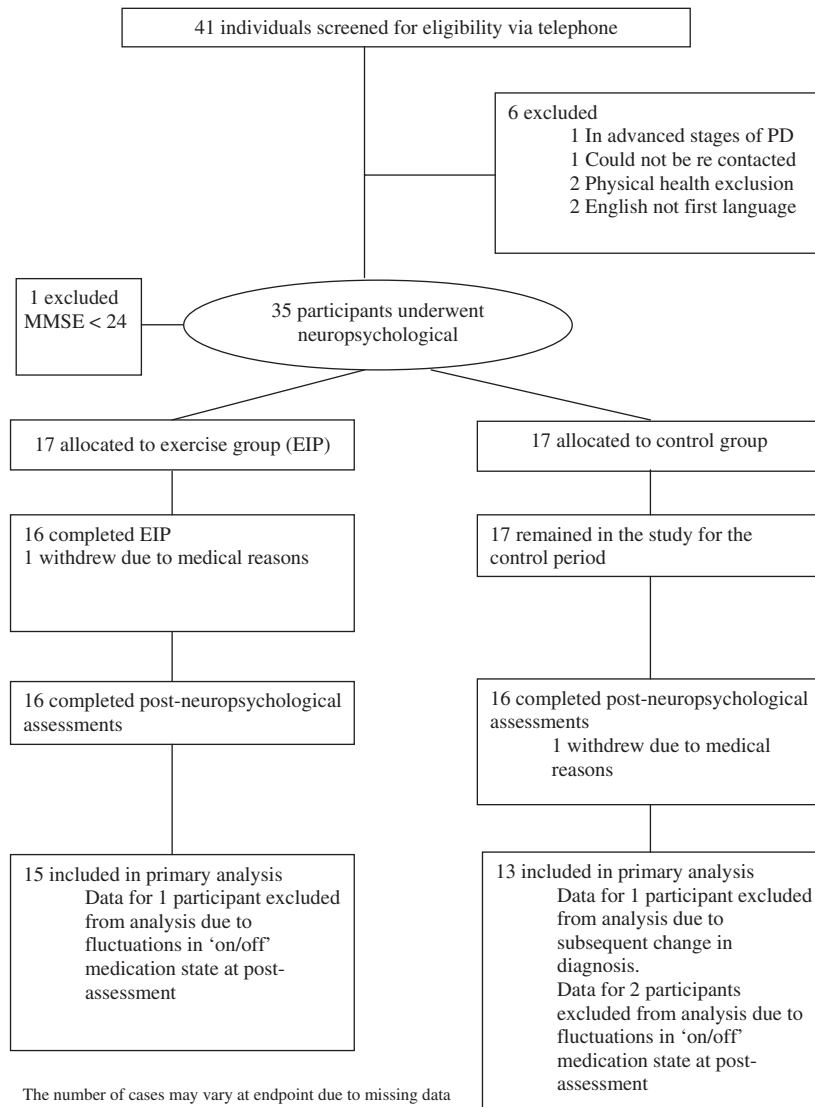 41 individuals screened for eligibility via telephone
6 excluded
1 In advanced stages of PD
1 Could not be re contacted
2 Physical health exclusion
2 English not first language
1 excluded
MMSE < 24
35 participants underwent
neuropsychological
17 allocated to exercise group (EIP)
17 allocated to control group
16 completed EIP
1 withdrew due to medical reasons
17 remained in the study for the
control period
16 completed post-neuropsychological
assessments
16 completed post-neuropsychological
assessments
1 withdrew due to medical
reasons
15 included in primary analysis
Data for 1 participant excluded
from analysis due to
fluctuations in ‘on/off’
medication state at post-
assessment
13 included in primary analysis
Data for 1 participant excluded
from analysis due to
subsequent change in
diagnosis.
Data for 2 participants
excluded from analysis due to
fluctuations in ‘on/off’
medication state at post-
assessment
The number of cases may vary at endpoint due to missing data